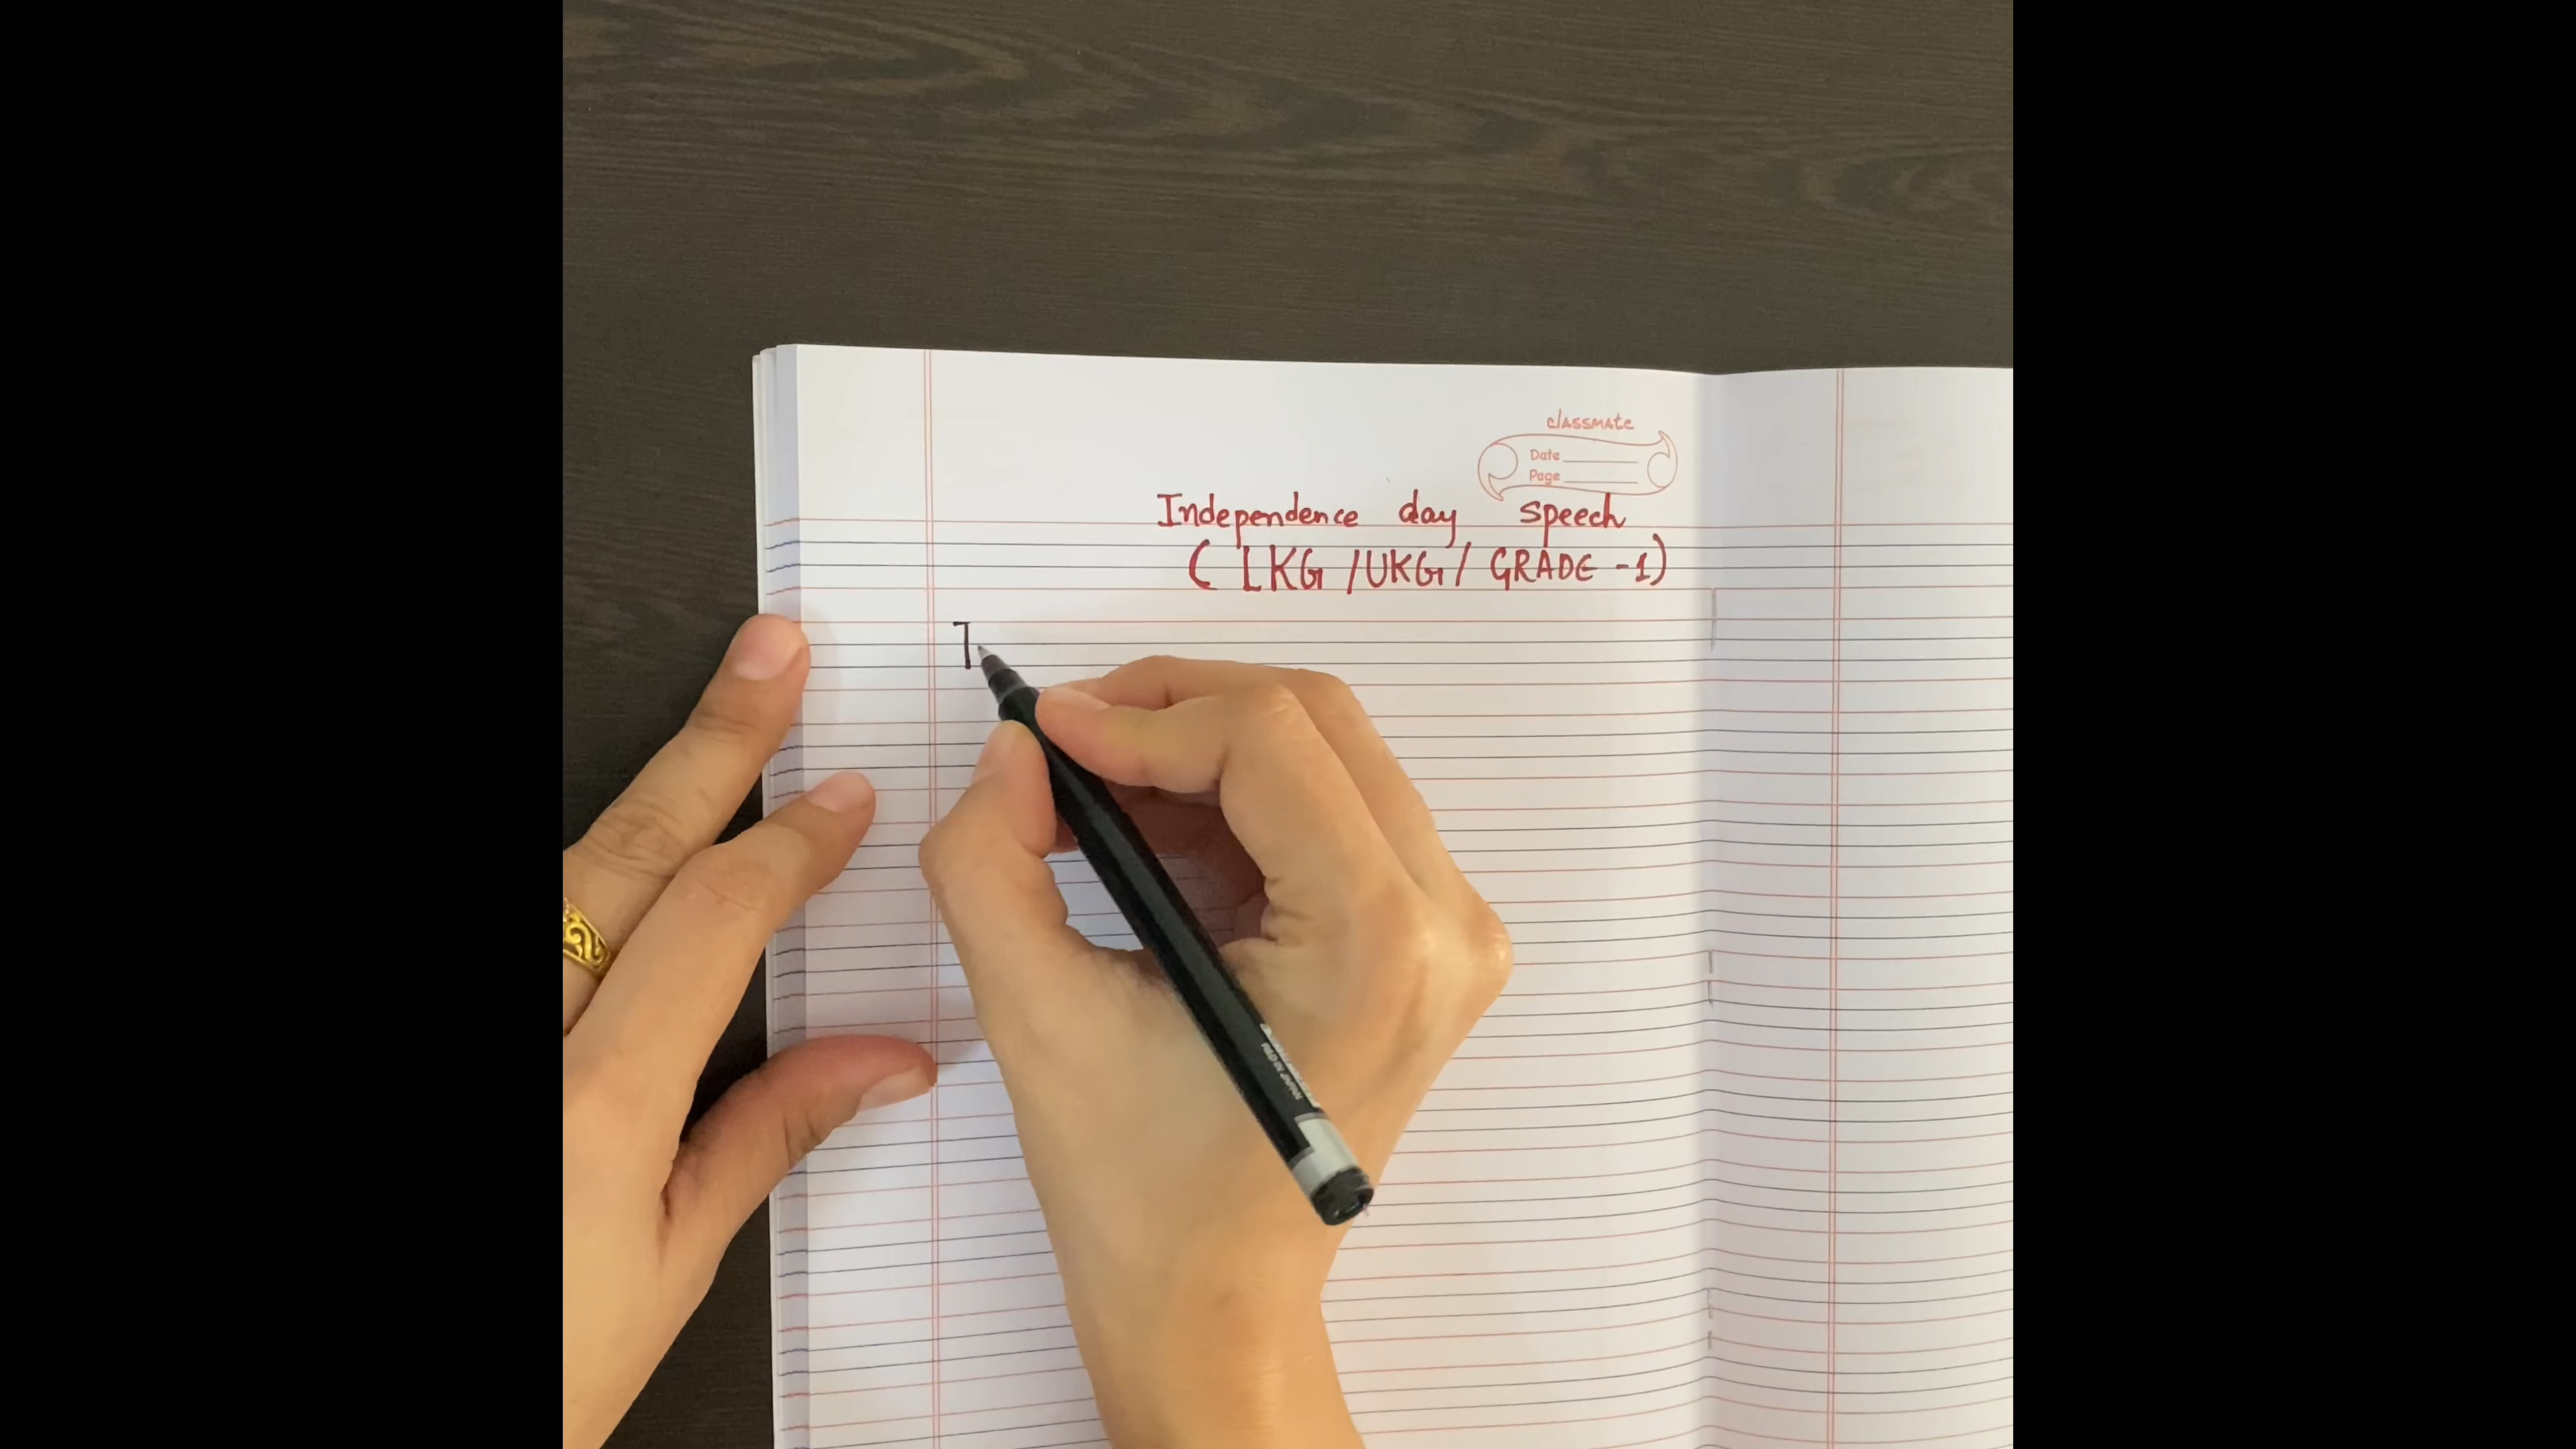 classmate
Date
Page
Independence day speech
( LKG /UKG/ GRADE -1)